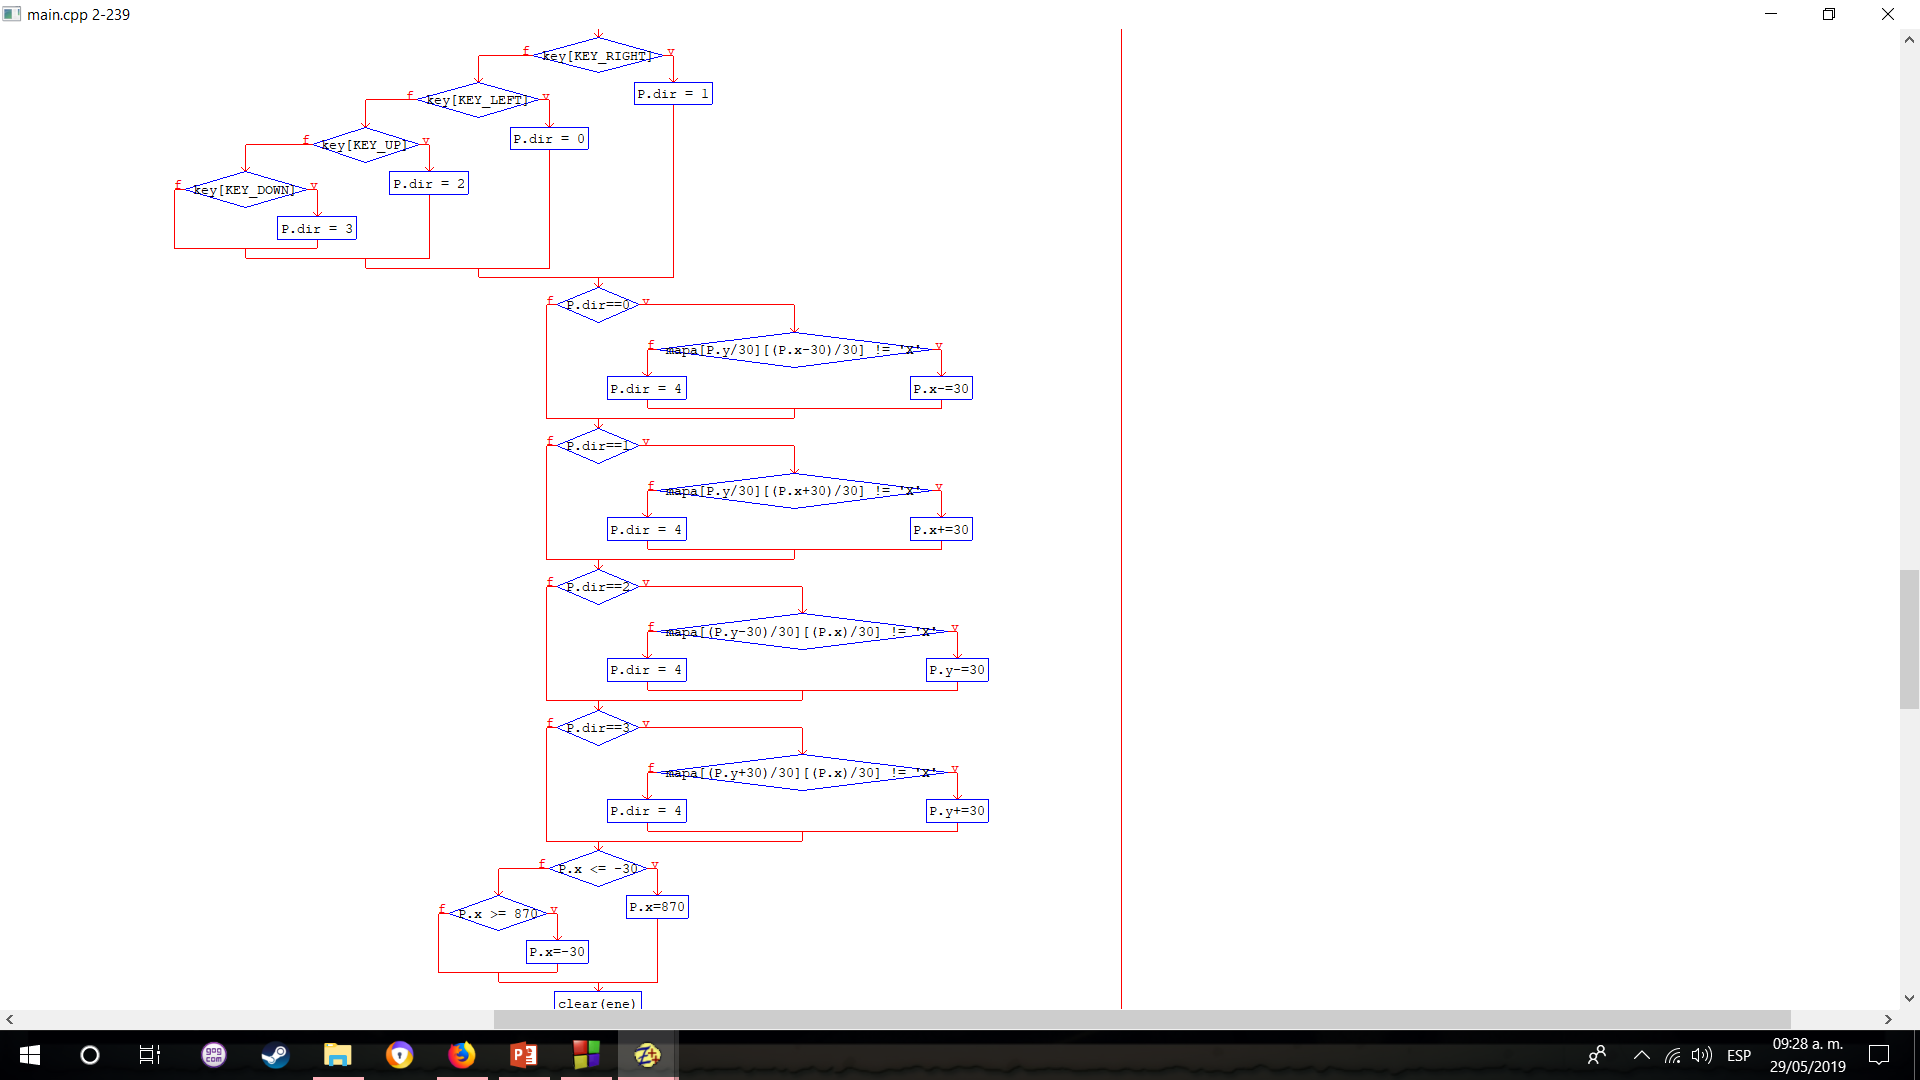 main.cpp 2-239
f key[KEY_RIGHT] v
P.dir = 1
f key[KEY_LEFT] v
P.dir = 0
f key[KEY_UP] v
P.dir = 2
f key[KEY_DOWN] v
P.dir = 3
f P.dir==0 v
f mapa[P.y/30][(P.x-30)/30] != 'X' v
P.dir = 4
P.x-=30
f P.dir==1 v
f mapa[P.y/30][(P.x+30)/30] != 'X' v
P.dir = 4
P.x+=30
f P.dir==2 v
f mapa[(P.y-30)/30][(P.x)/30] != 'X' v
P.dir = 4
P.y-=30
f P.dir==3 v
f mapa[(P.y+30)/30][(P.x)/30] != 'X' v
P.dir = 4
P.y+=30
f P.x <= -30 v
P.x=870
f P.x >= 870 v
P.x=-30
clear(ene)
gog
com
ESP
09:28 a. m.
29/05/2019